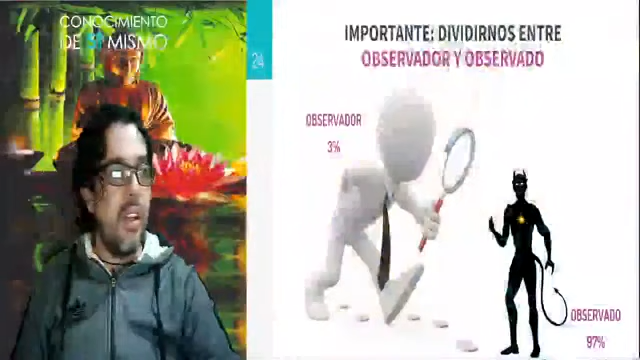 CONOCIMIENTO
DE SÍ MISMO
24
IMPORTANTE: DIVIDIRNOS ENTRE
OBSERVADOR Y OBSERVADO
OBSERVADOR
3%
OBSERVADO
97%